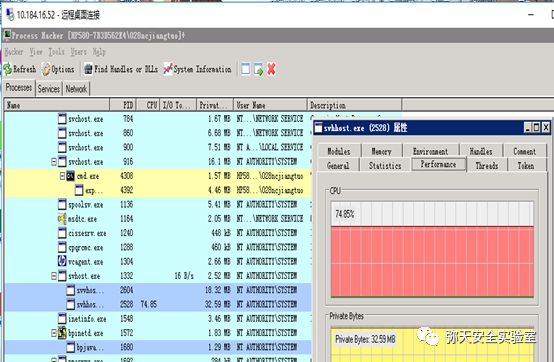 10.184.16.52 - 远程桌面连接
Process Hacker [HP580-7B3D562E4\028ncjiangtuo]+
Hacker View Tools Users Help
Refresh Options Find Handles or DLLs System Information
Processes Services Network
Name PID CPU I/O To... Privat... User Name Description
svchost.exe 784 1.67 MB NT...\NETWORK SERVICE
svchost.exe 860 6.68 MB NT...\NETWORK SERVICE
svchost.exe 900 7.51 MB NT A...\LOCAL SERVICE
svchost.exe 916 16.1 MB NT AUTHORITY\SYSTEM
cmd.exe 4308 1.57 MB HP58...\028ncjiangtuo
exp... 4392 4.46 MB HP58...\028ncjiangtuo
spoolsv.exe 1136 5.41 MB NT AUTHORITY\SYSTEM
msdtc.exe 1164 2.05 MB NT...\NETWORK SERVICE
cissesrv.exe 1240 448 kB NT AUTHORITY\SYSTEM
cpqrcmc.exe 1288 460 kB NT AUTHORITY\SYSTEM
vcagent.exe 1304 2.66 MB NT AUTHORITY\SYSTEM
svhost.exe 1332 16 B/s 2.52 MB NT AUTHORITY\SYSTEM
svvhos... 2604 18.32 MB NT AUTHORITY\SYSTEM
svhhos... 2528 74.85 32.59 MB NT AUTHORITY\SYSTEM
inetinfo.exe 1548 3.46 MB NT AUTHORITY\SYSTEM
bpinetd.exe 1572 1.83 MB NT AUTHORITY\SYSTEM
bpjava... 1680 1.29 MB NT AUTHORITY\SYSTEM
svhhost.exe (2528) 属性
Modules Memory Environment Handles Comment
General Statistics Performance Threads Token
CPU
74.85%
Private Bytes
Private Bytes: 32.59 MB
弥天安全实验室